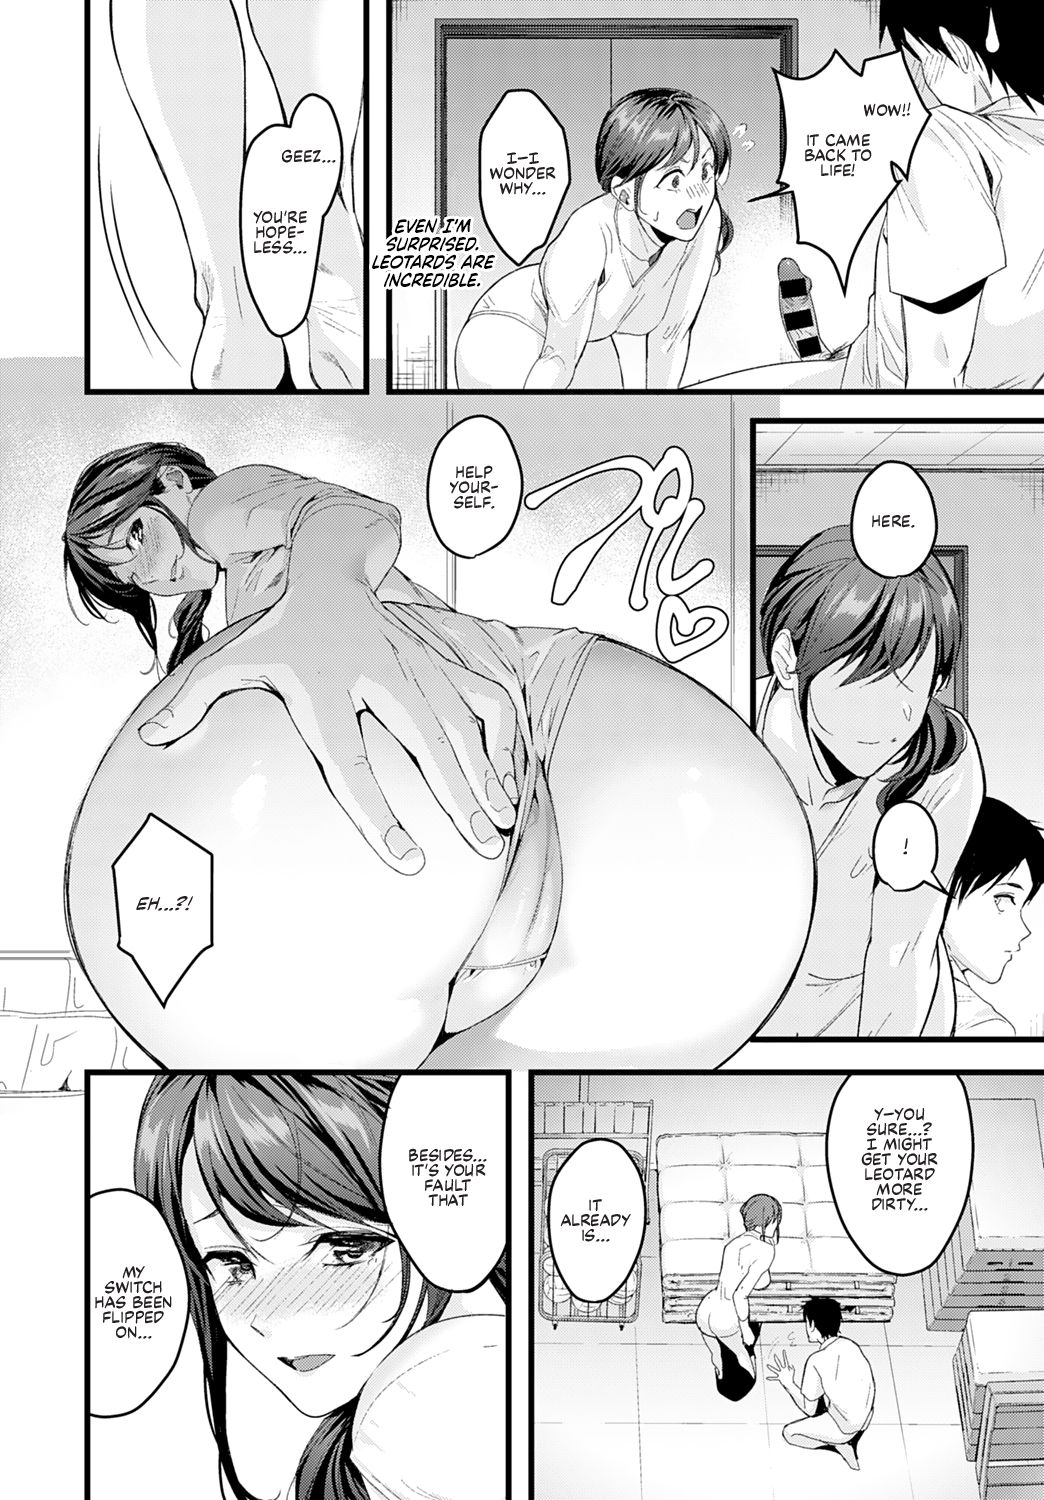 WOW!!
IT CAME
BACK TO
LIFE!
I-I
WONDER
WHY...
EVEN I'M
SURPRISED.
LEOTARDS ARE
INCREDIBLE.
GEEZ...
YOU'RE
HOPE-
LESS...
HERE.
!
HELP
YOUR-
SELF.
プル♡
EH...?!
Y-YOU
SURE...?
I MIGHT
GET YOUR
LEOTARD
MORE
DIRTY...
IT
ALREADY
IS...
BESIDES...
IT'S YOUR
FAULT
THAT
MY
SWITCH
HAS BEEN
FLIPPED
ON...